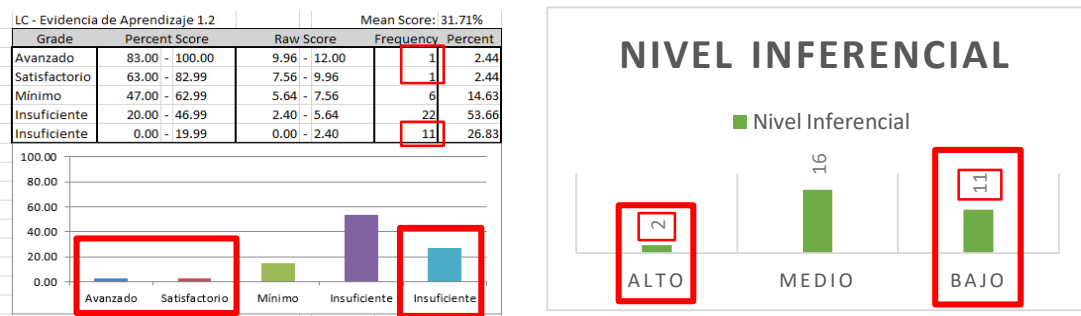 LC - Evidencia de Aprendizaje 1.2 Mean Score: 31.71%
Grade Percent Score Raw Score Frequency Percent
Avanzado 83.00 - 100.00 9.96 - 12.00 1 2.44
Satisfactorio 63.00 - 82.99 7.56 - 9.96 1 2.44
Mínimo 47.00 - 62.99 5.64 - 7.56 6 14.63
Insuficiente 20.00 - 46.99 2.40 - 5.64 22 53.66
Insuficiente 0.00 - 19.99 0.00 - 2.40 11 26.83
100.00
80.00
60.00
40.00
20.00
0.00
Avanzado Satisfactorio Mínimo Insuficiente Insuficiente
NIVEL INFERENCIAL
Nivel Inferencial
2 16 11
ALTO MEDIO BAJO